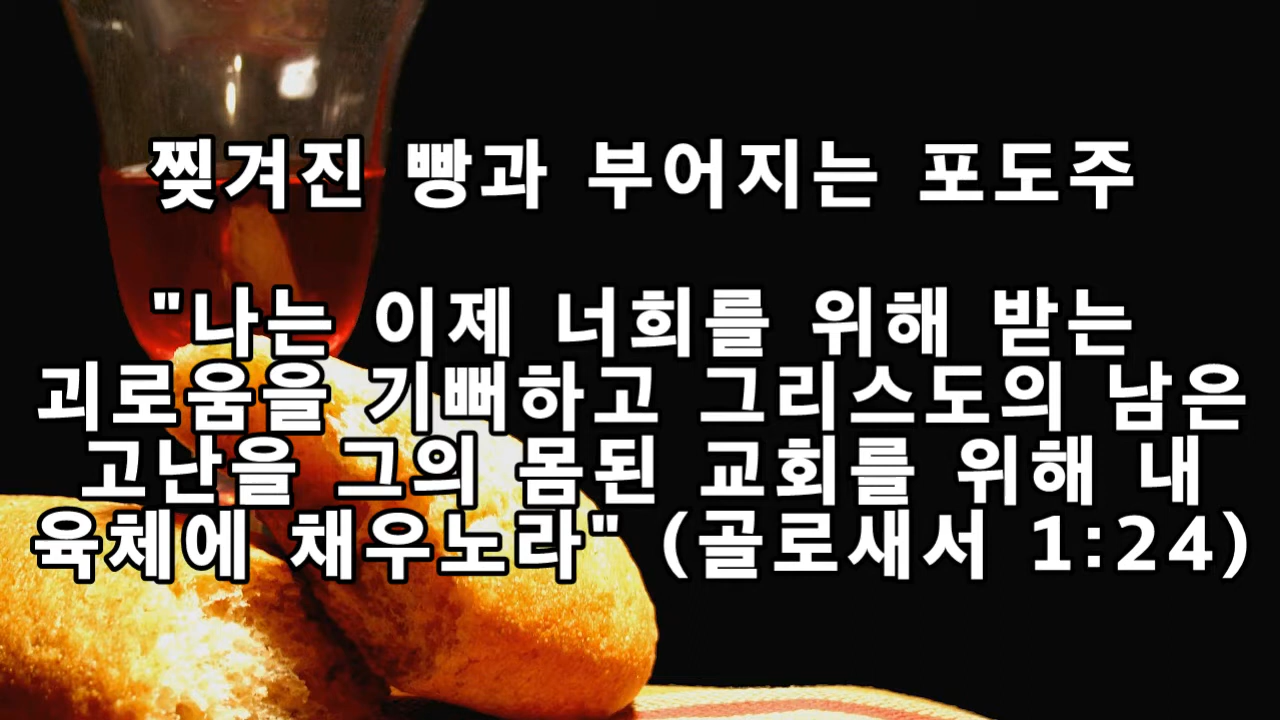 찢겨진 빵과 부어지는 포도주
"나는 이제 너희를 위해 받는
괴로움을 기뻐하고 그리스도의 남은
고난을 그의 몸된 교회를 위해 내
육체에 채우노라" (골로새서 1:24)